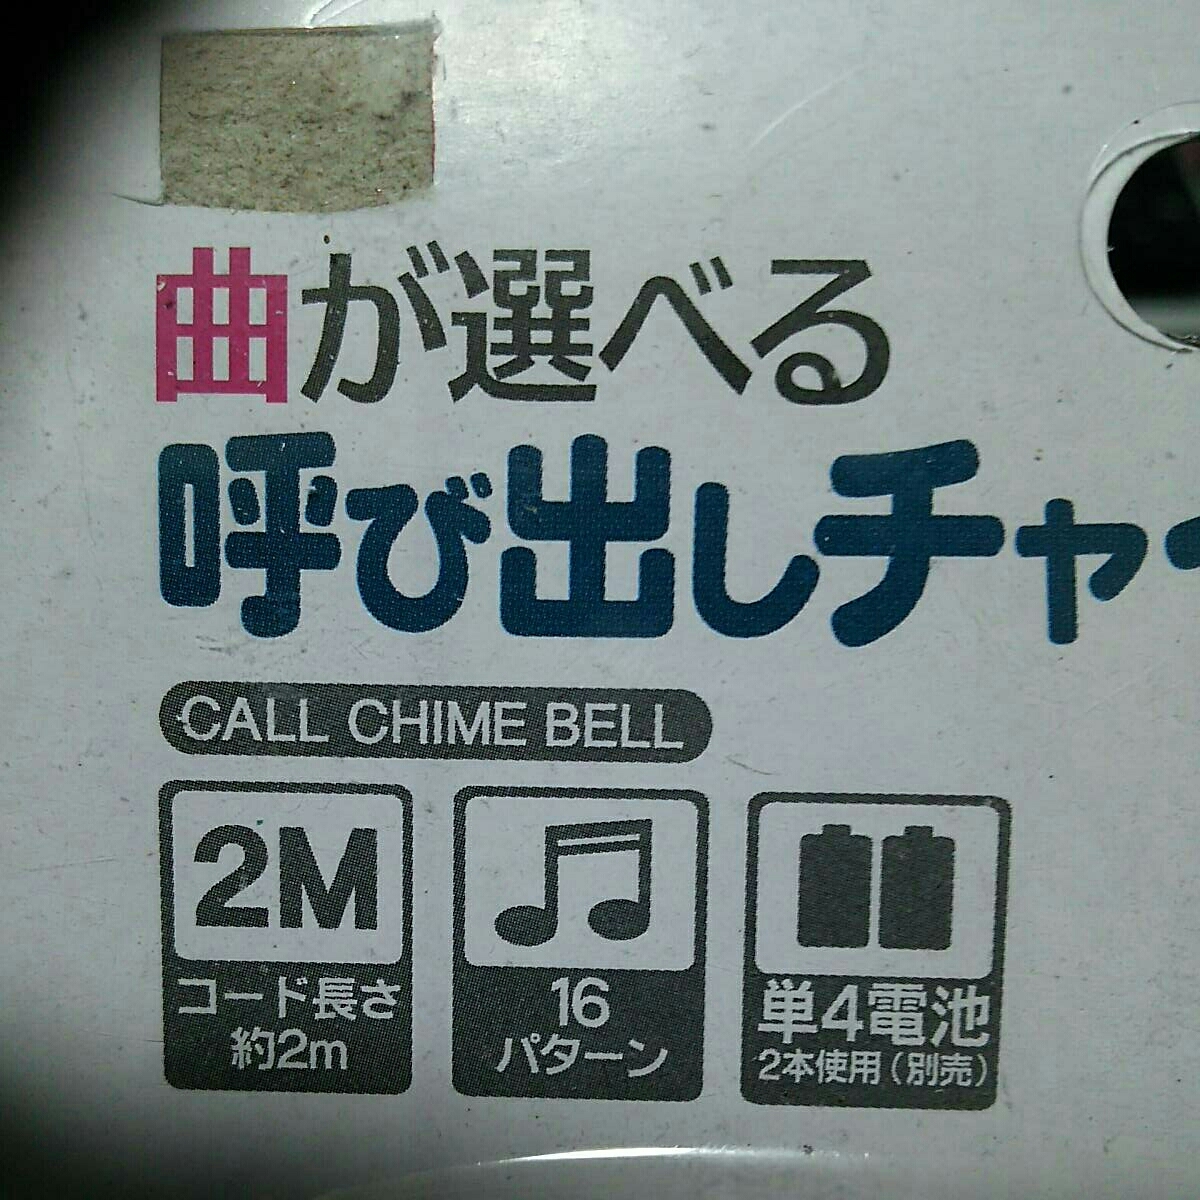 曲が選べる
呼び出しチャ
CALL CHIME BELL
2M
コード長さ
約2m
16
パターン
単4電池
2本使用(別売)